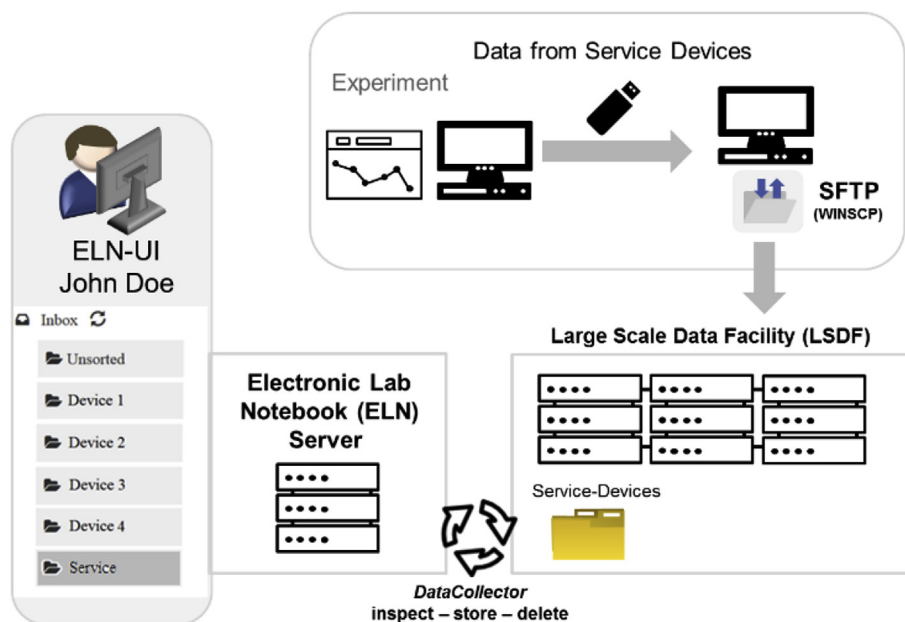 Data from Service Devices
Experiment
SFTP
(WINSCP)
ELN-UI
John Doe
Inbox
Unsorted
Device 1
Device 2
Device 3
Device 4
Service
Electronic Lab
Notebook (ELN)
Server
Large Scale Data Facility (LSDF)
Service-Devices
DataCollector
inspect – store – delete